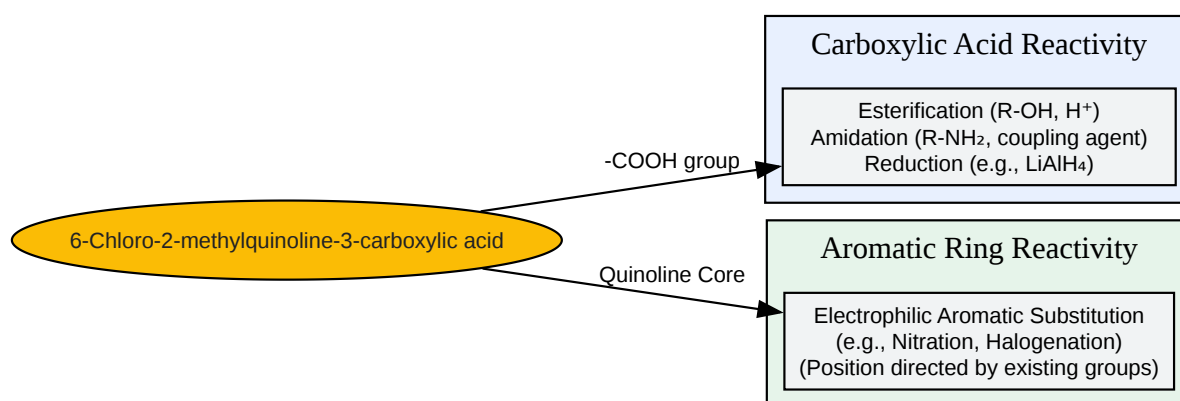 Carboxylic Acid Reactivity
Esterification (R-OH, H⁺)
Amidation (R-NH₂, coupling agent)
Reduction (e.g., LiAlH₄)
-COOH group
6-Chloro-2-methylquinoline-3-carboxylic acid
Quinoline Core
Aromatic Ring Reactivity
Electrophilic Aromatic Substitution
(e.g., Nitration, Halogenation)
(Position directed by existing groups)